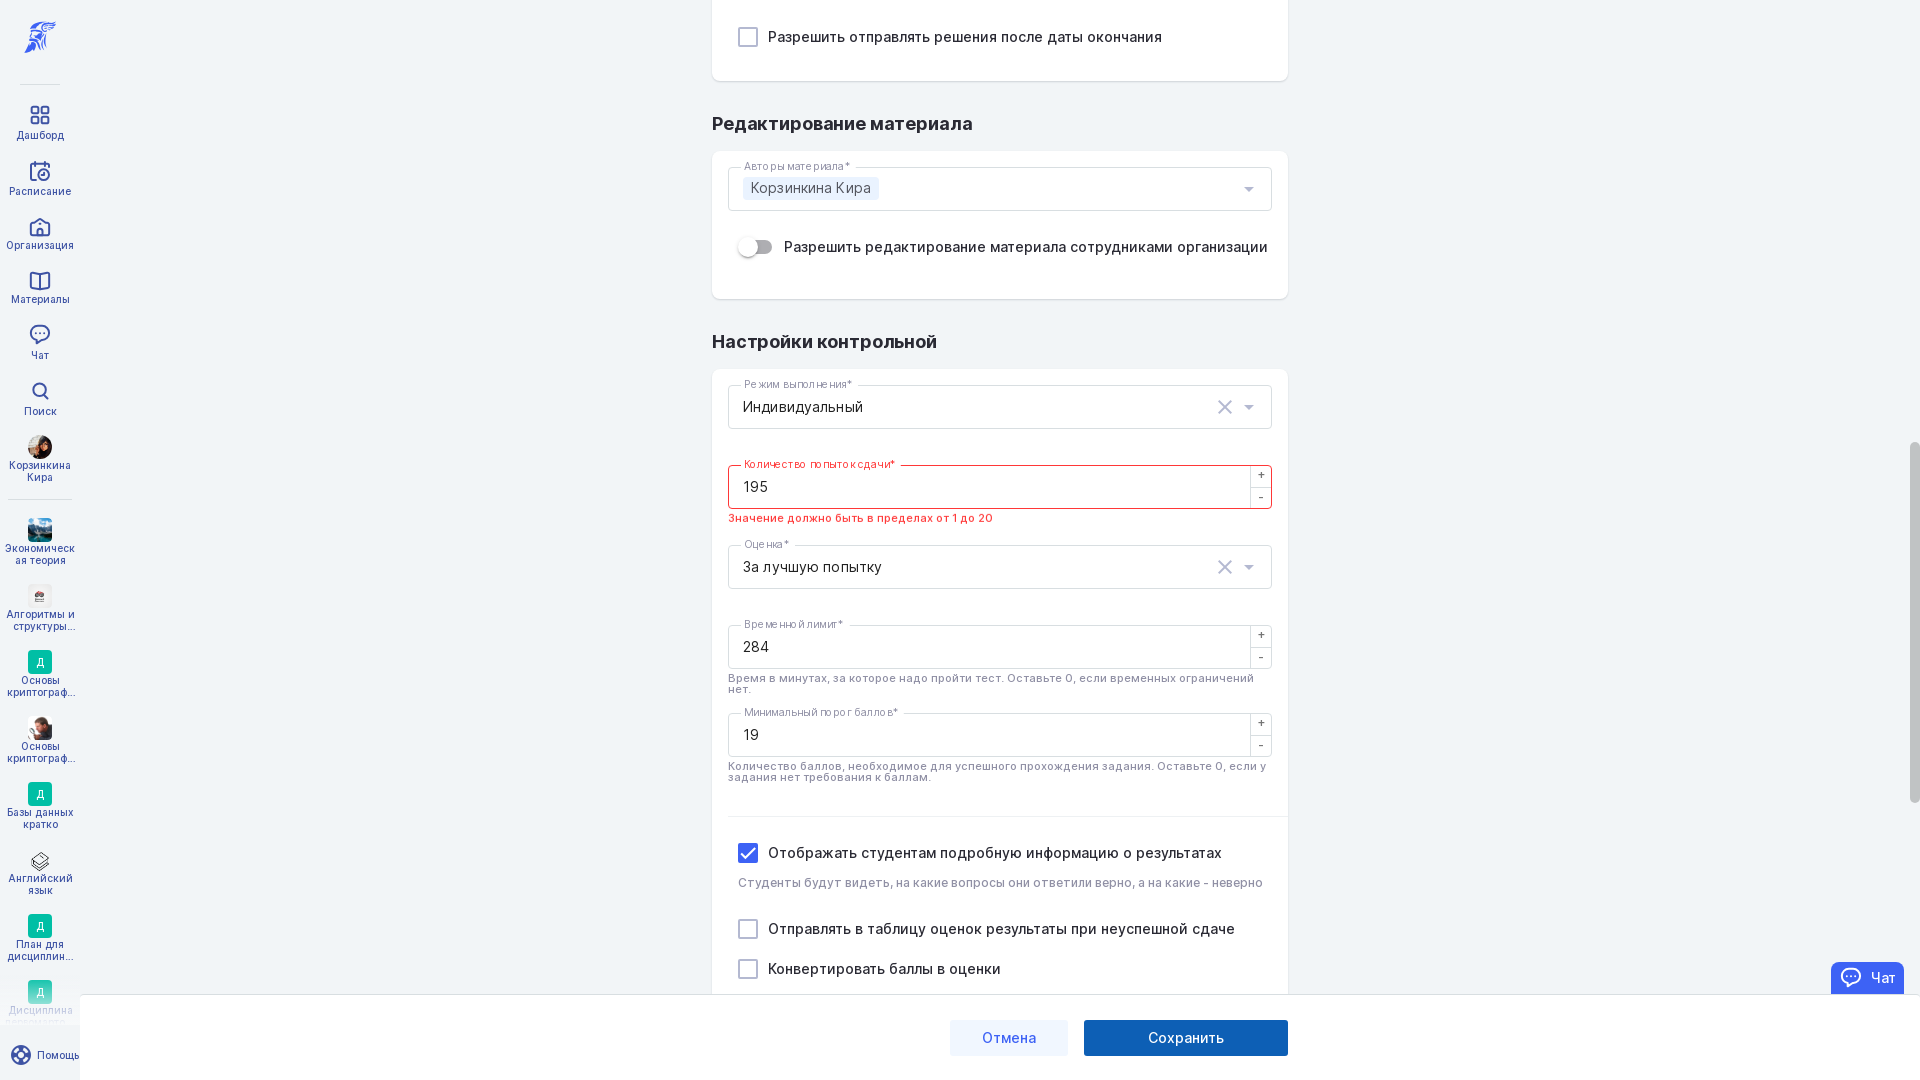 Дашборд
Расписание
Организация
Материалы
Чат
Поиск
Корзинкина
Кира
Экономическ
ая теория
Алгоритмы и
структуры...
Д
Основы
криптограф...
Основы
криптограф...
Д
Базы данных
кратко
Английский
язык
Д
План для
дисциплин...
Д
Дисциплина
Помощь
Разрешить отправлять решения после даты окончания
Редактирование материала
Авторы материала*
Корзинкина Кира
Разрешить редактирование материала сотрудниками организации
Настройки контрольной
Режим выполнения*
Индивидуальный
Количество попыток сдачи*
195
+
-
Значение должно быть в пределах от 1 до 20
Оценка*
За лучшую попытку
Временной лимит*
284
+
-
Время в минутах, за которое надо пройти тест. Оставьте 0, если временных ограничений
нет.
Минимальный порог баллов*
19
+
-
Количество баллов, необходимое для успешного прохождения задания. Оставьте 0, если у
задания нет требования к баллам.
Отображать студентам подробную информацию о результатах
Студенты будут видеть, на какие вопросы они ответили верно, а на какие - неверно
Отправлять в таблицу оценок результаты при неуспешной сдаче
Конвертировать баллы в оценки
Чат
Отмена
Сохранить